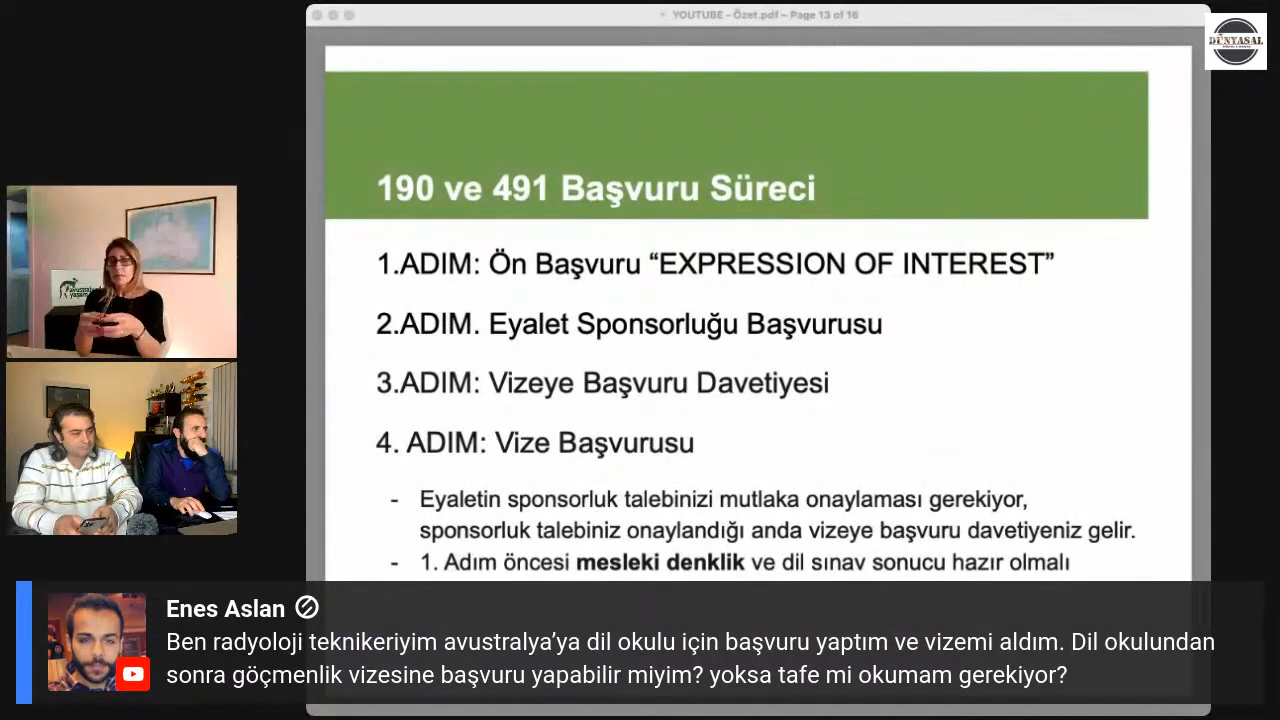 YOUTUBE - Özet.pdf – Page 13 of 16
DÜNYASAL
190 ve 491 Başvuru Süreci
1.ADIM: Ön Başvuru “EXPRESSION OF INTEREST”
2.ADIM. Eyalet Sponsorluğu Başvurusu
3.ADIM: Vizeye Başvuru Davetiyesi
4. ADIM: Vize Başvurusu
- Eyaletin sponsorluk talebinizi mutlaka onaylaması gerekiyor,
sponsorluk talebiniz onaylandığı anda vizeye başvuru davetiyeniz gelir.
- 1. Adım öncesi mesleki denklik ve dil sınav sonucu hazır olmalı
Enes Aslan
Ben radyoloji teknikeriyim avustralya’ya dil okulu için başvuru yaptım ve vizemi aldım. Dil okulundan
sonra göçmenlik vizesine başvuru yapabilir miyim? yoksa tafe mi okumam gerekiyor?